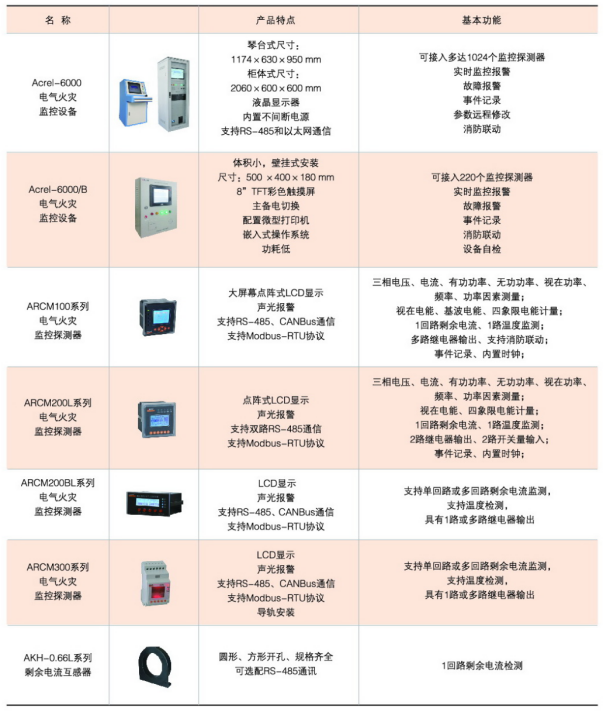 名 称
产品特点
基本功能
Acrel-6000
电气火灾
监控设备
琴台式尺寸：
1174×630×950 mm
柜体式尺寸：
2060×600×600 mm
液晶显示器
内置不间断电源
支持RS-485和以太网通信
可接入多达1024个监控探测器
实时监控报警
故障报警
事件记录
参数远程修改
消防联动
Acrel-6000/B
电气火灾
监控设备
体积小，壁挂式安装
尺寸：500 ×400×180 mm
8”TFT彩色触摸屏
主备电切换
配置微型打印机
嵌入式操作系统
功耗低
可接入220个监控探测器
实时监控报警
故障报警
事件记录
消防联动
设备自检
ARCM100系列
电气火灾
监控探测器
大屏幕点阵式LCD显示
声光报警
支持RS-485、CANBus通信
支持Modbus-RTU协议
三相电压、电流、有功功率、无功功率、视在功率、
频率、功率因素测量；
视在电能、基波电能、四象限电能计量；
1回路剩余电流、1路温度监测；
多路继电器输出、支持消防联动；
事件记录、内置时钟；
ARCM200L系列
电气火灾
监控探测器
点阵式LCD显示
声光报警
支持双路RS-485通信
支持Modbus-RTU协议
三相电压、电流、有功功率、无功功率、视在功率、
频率、功率因素测量；
视在电能、四象限电能计量；
1回路剩余电流、1路温度监测；
2路继电器输出、2路开关量输入；
事件记录、内置时钟；
ARCM200BL系列
电气火灾
监控探测器
LCD显示
声光报警
支持RS-485、CANBus通信
支持Modbus-RTU协议
支持单回路或多回路剩余电流监测，
支持温度检测，
具有1路或多路继电器输出
ARCM300系列
电气火灾
监控探测器
LCD显示
声光报警
支持RS-485、CANBus通信
支持Modbus-RTU协议
导轨安装
支持单回路或多回路剩余电流监测，
支持温度检测，
具有1路或多路继电器输出
AKH-0.66L系列
剩余电流互感器
圆形、方形开孔、规格齐全
可选配RS-485通讯
1回路剩余电流检测